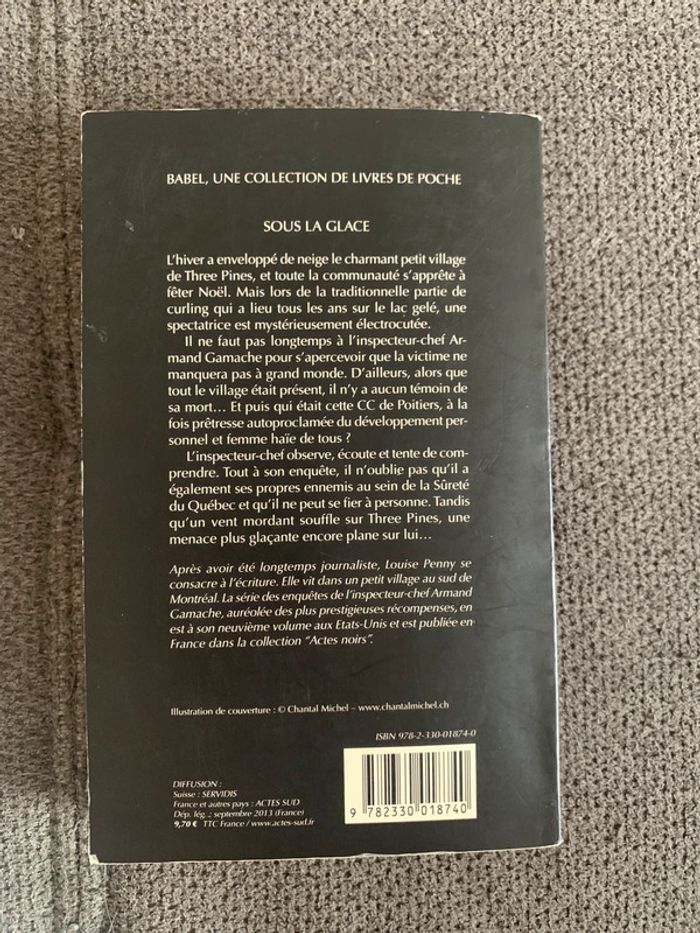 BABEL, UNE COLLECTION DE LIVRES DE POCHE
SOUS LA GLACE
L'hiver a enveloppé de neige le charmant petit village
de Three Pines, et toute la communauté s'apprête à
fêter Noël. Mais lors de la traditionnelle partie de
curling qui a lieu tous les ans sur le lac gelé, une
spectatrice est mystérieusement électrocutée.
Il ne faut pas longtemps à l'inspecteur-chef Ar-
mand Gamache pour s'apercevoir que la victime ne
manquera pas à grand monde. D'ailleurs, alors que
tout le village était présent, il n'y a aucun témoin de
sa mort... Et puis qui était cette CC de Poitiers, à la
fois prêtresse autoproclamée du développement per-
sonnel et femme haïe de tous ?
L'inspecteur-chef observe, écoute et tente de com-
prendre. Tout à son enquête, il n'oublie pas qu'il a
également ses propres ennemis au sein de la Sûreté
du Québec et qu'il ne peut se fier à personne. Tandis
qu'un vent mordant souffle sur Three Pines, une
menace plus glaçante encore plane sur lui...
Après avoir été longtemps journaliste, Louise Penny se
consacre à l'écriture. Elle vit dans un petit village au sud de
Montréal. La série des enquêtes de l'inspecteur-chef Armand
Gamache, auréolée des plus prestigieuses récompenses, en
est à son neuvième volume aux Etats-Unis et est publiée en
France dans la collection "Actes noirs".
Illustration de couverture : © Chantal Michel – www.chantalmichel.ch
ISBN 978-2-330-01874-0
DIFFUSION :
Suisse : SERVIDIS
France et autres pays : ACTES SUD
Dép. lég. : septembre 2013 (France)
9,70 € TTC France / www.actes-sud.fr
9 782330 018740